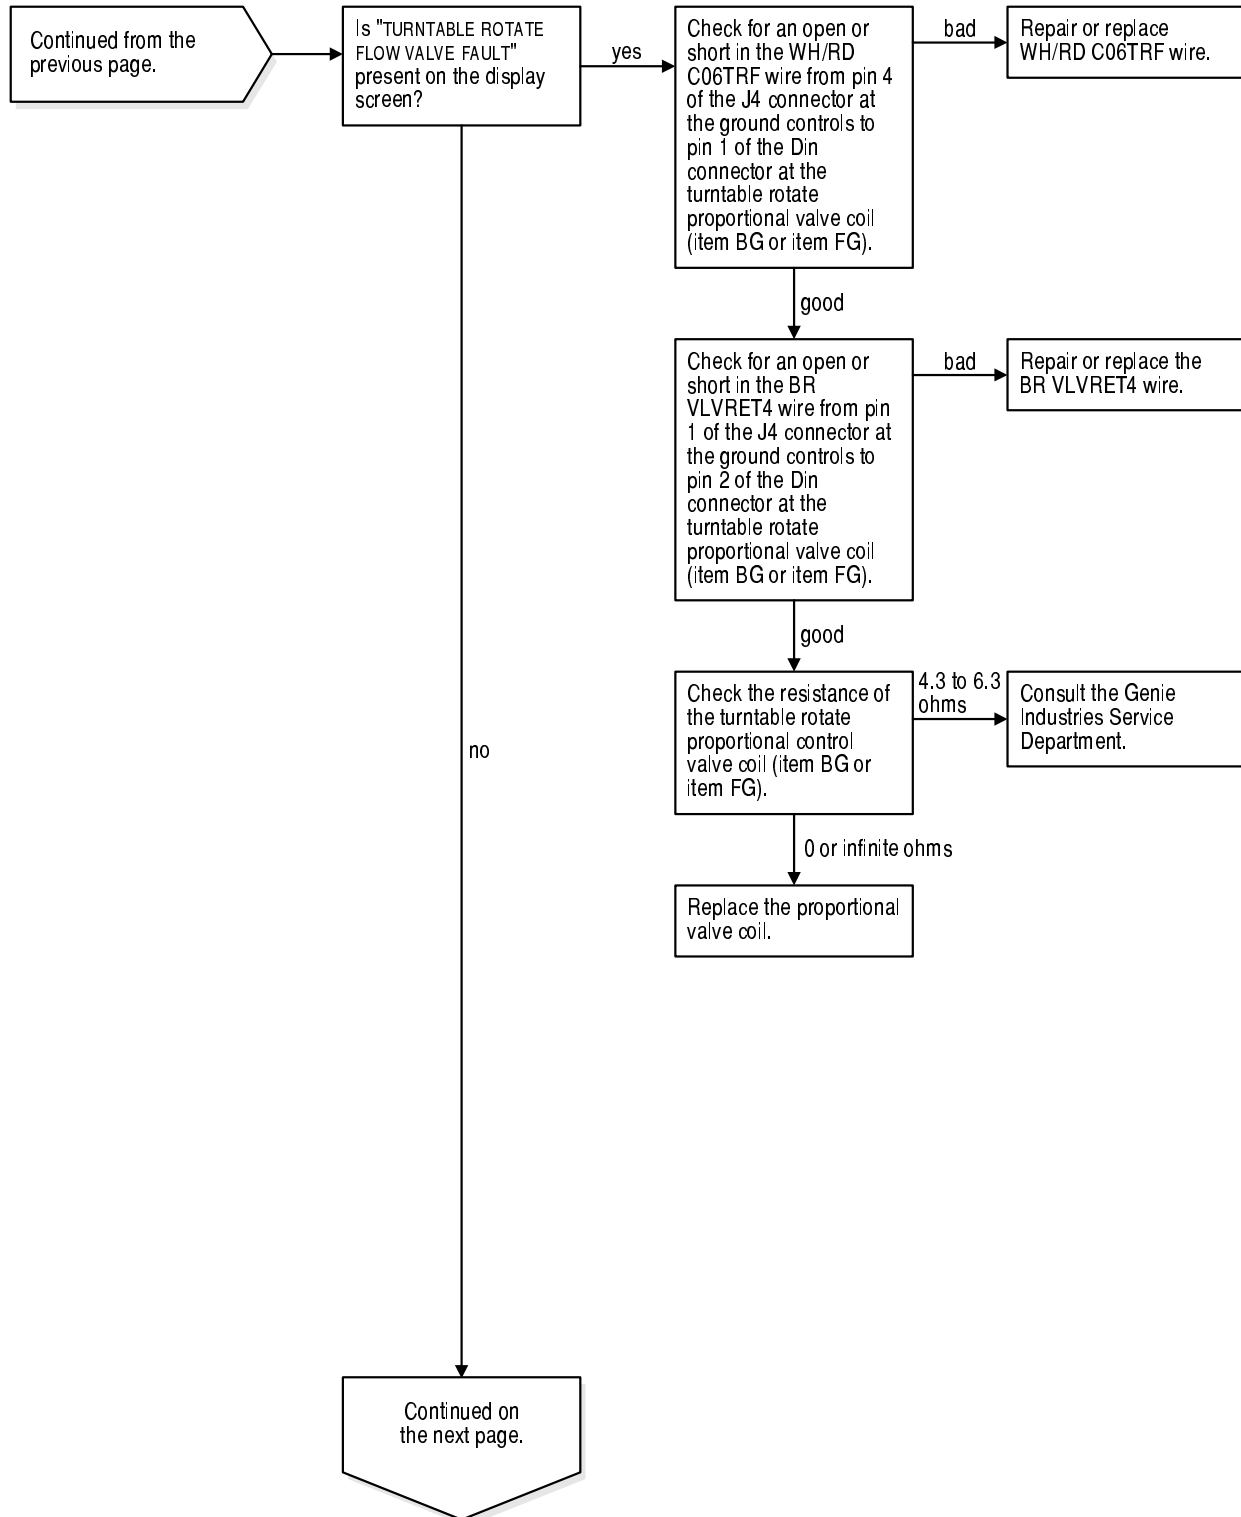 Continued from the
previous page.
Is "TURNTABLE ROTATE
FLOW VALVE FAULT"
present on the display
screen?
yes
Check for an open or
short in the WH/RD
C06TRF wire from pin 4
of the J4 connector at
the ground controls to
pin 1 of the Din
connector at the
turntable rotate
proportional valve coil
(item BG or item FG).
bad
Repair or replace
WH/RD C06TRF wire.
good
Check for an open or
short in the BR
VLVRET4 wire from pin
1 of the J4 connector at
the ground controls to
pin 2 of the Din
connector at the
turntable rotate
proportional valve coil
(item BG or item FG).
bad
Repair or replace the
BR VLVRET4 wire.
good
Check the resistance of
the turntable rotate
proportional control
valve coil (item BG or
item FG).
4.3 to 6.3
ohms
Consult the Genie
Industries Service
Department.
no
0 or infinite ohms
Replace the proportional
valve coil.
Continued on
the next page.